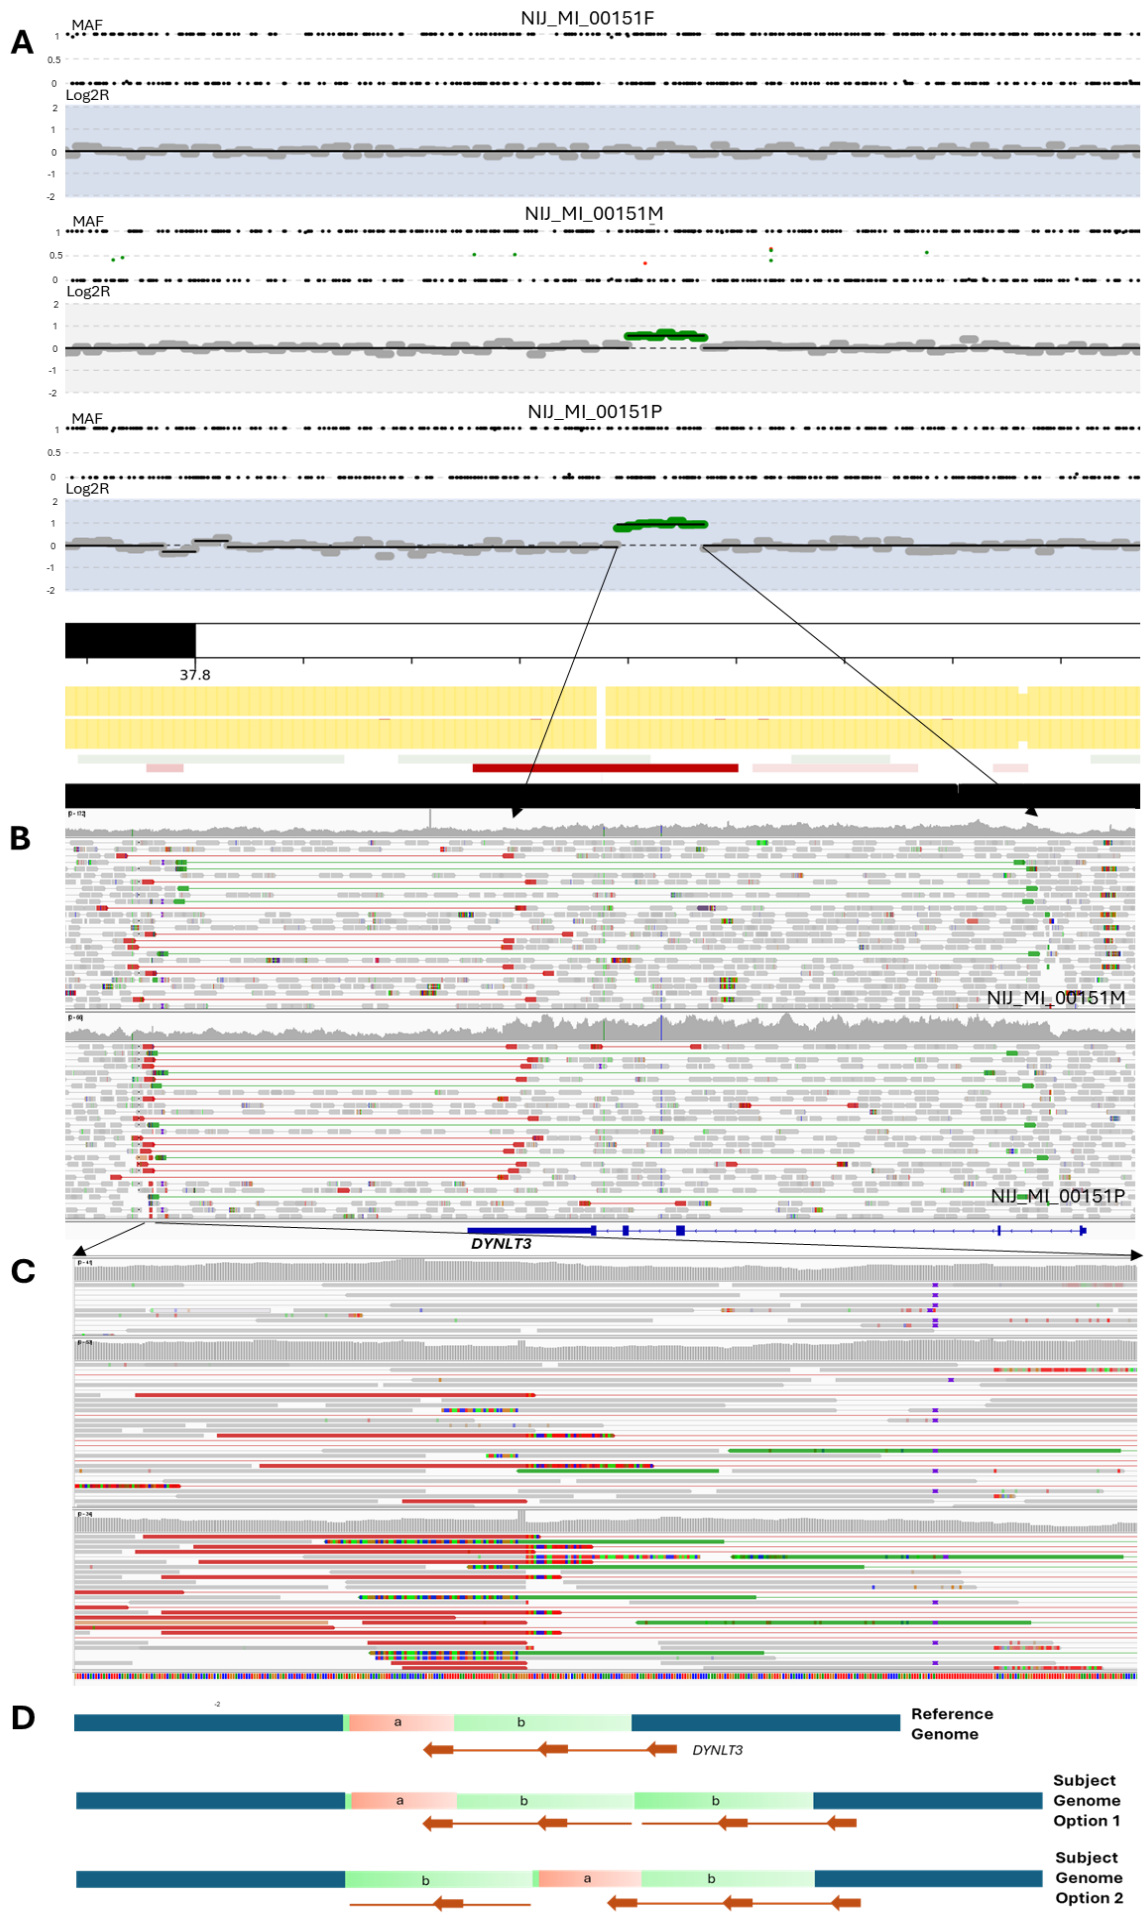 A
NIJ_MI_00151F
MAF
1
0.5
0
Log2R
2
1
0
-1
-2
NIJ_MI_00151M
MAF
1
0.5
0
Log2R
2
1
0
-1
-2
NIJ_MI_00151P
MAF
1
0.5
0
Log2R
2
1
0
-1
-2
37.8
B
NIJ_MI_00151M
NIJ_MI_00151P
DYNLT3
C
D
-2
a b
Reference
Genome
DYNLT3
a b b
Subject
Genome
Option 1
b a b
Subject
Genome
Option 2